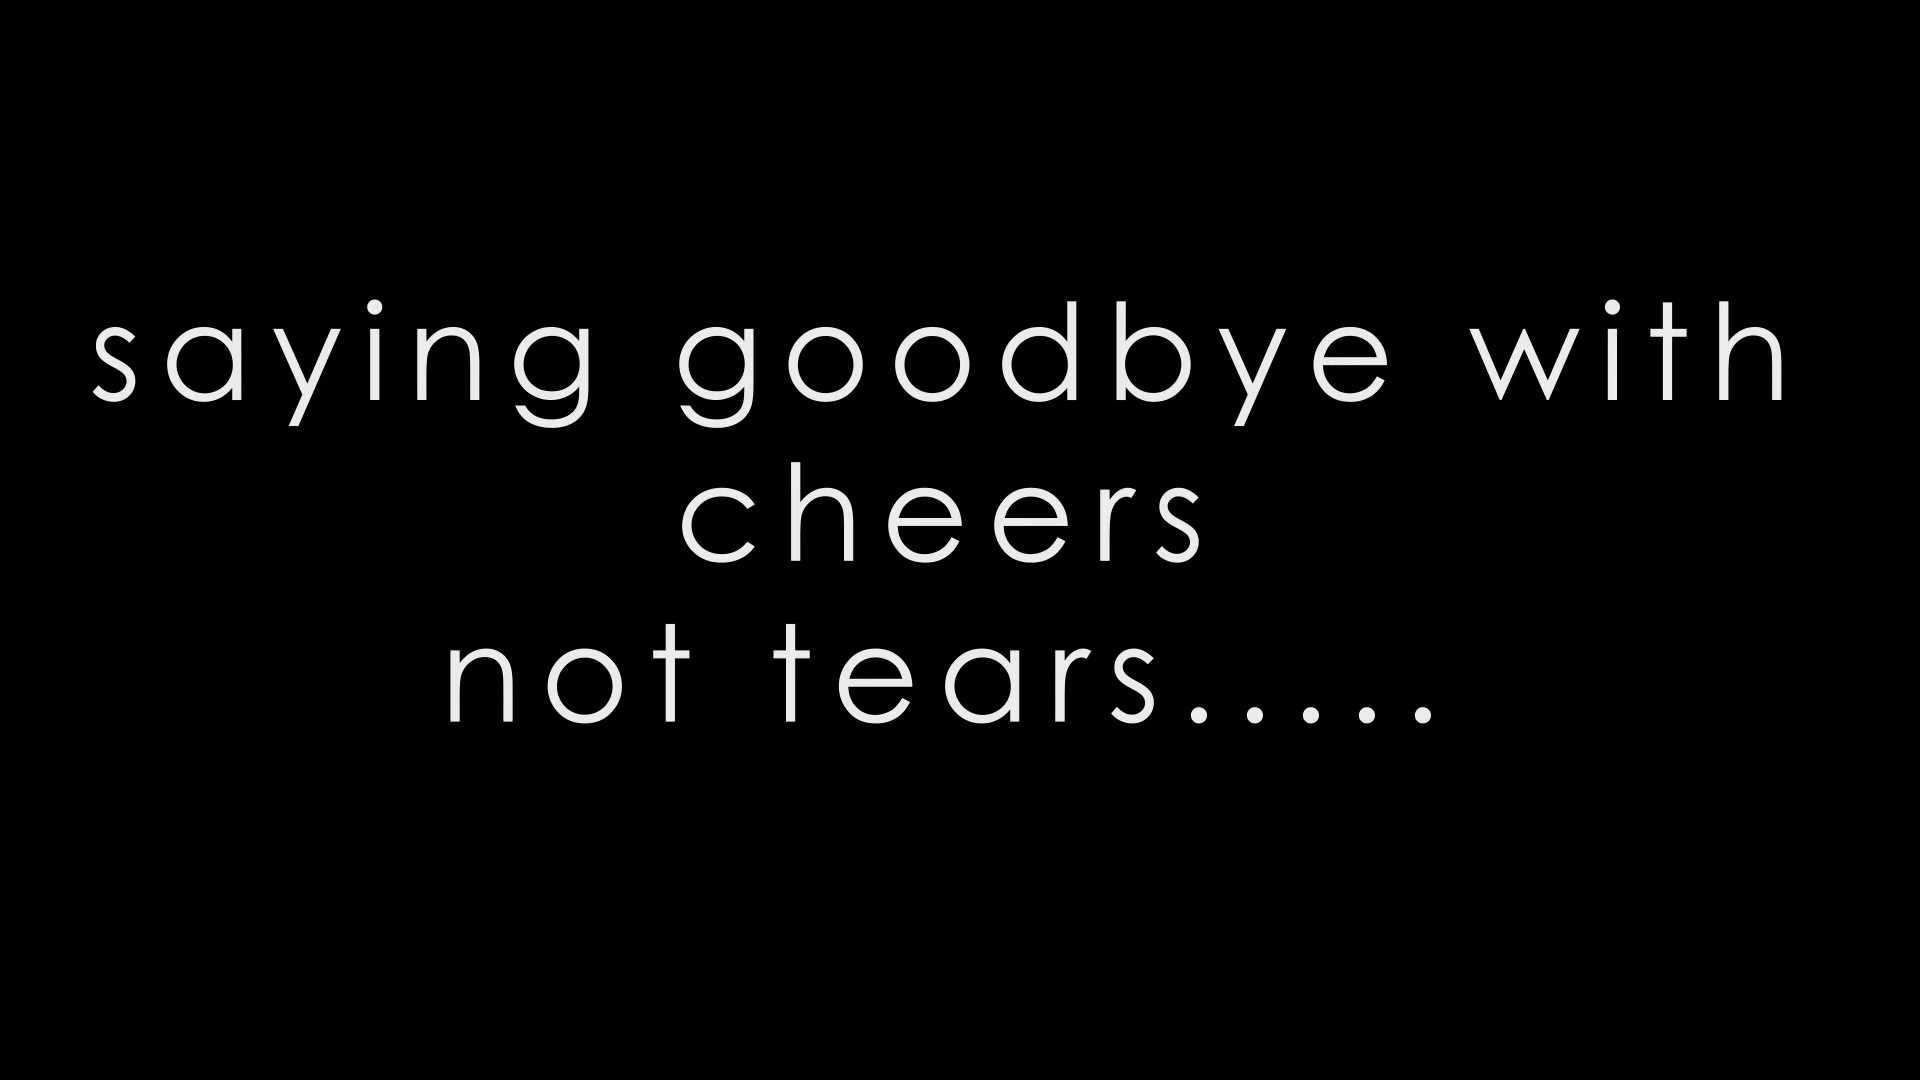 saying goodbye with
cheers
not tears.....